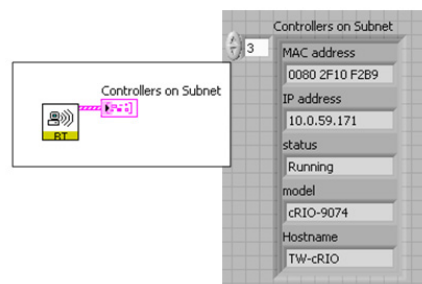 Controllers on Subnet
RT
Controllers on Subnet
3
MAC address
0080 2F10 F2B9
IP address
10.0.59.171
status
Running
model
cRIO-9074
Hostname
TW-cRIO